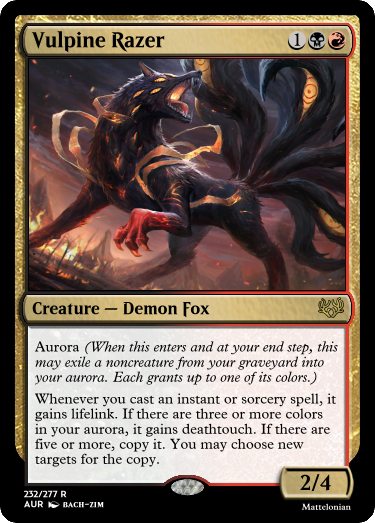 Vulpine Razer 1
Creature — Demon Fox
Aurora (When this enters and at your end step, this
may exile a noncreature from your graveyard into
your aurora. Each grants up to one of its colors.)
Whenever you cast an instant or sorcery spell, it
gains lifelink. If there are three or more colors
in your aurora, it gains deathtouch. If there are
five or more, copy it. You may choose new
targets for the copy.
2/4
232/277 R
AUR BACH-ZIM
Mattelonian